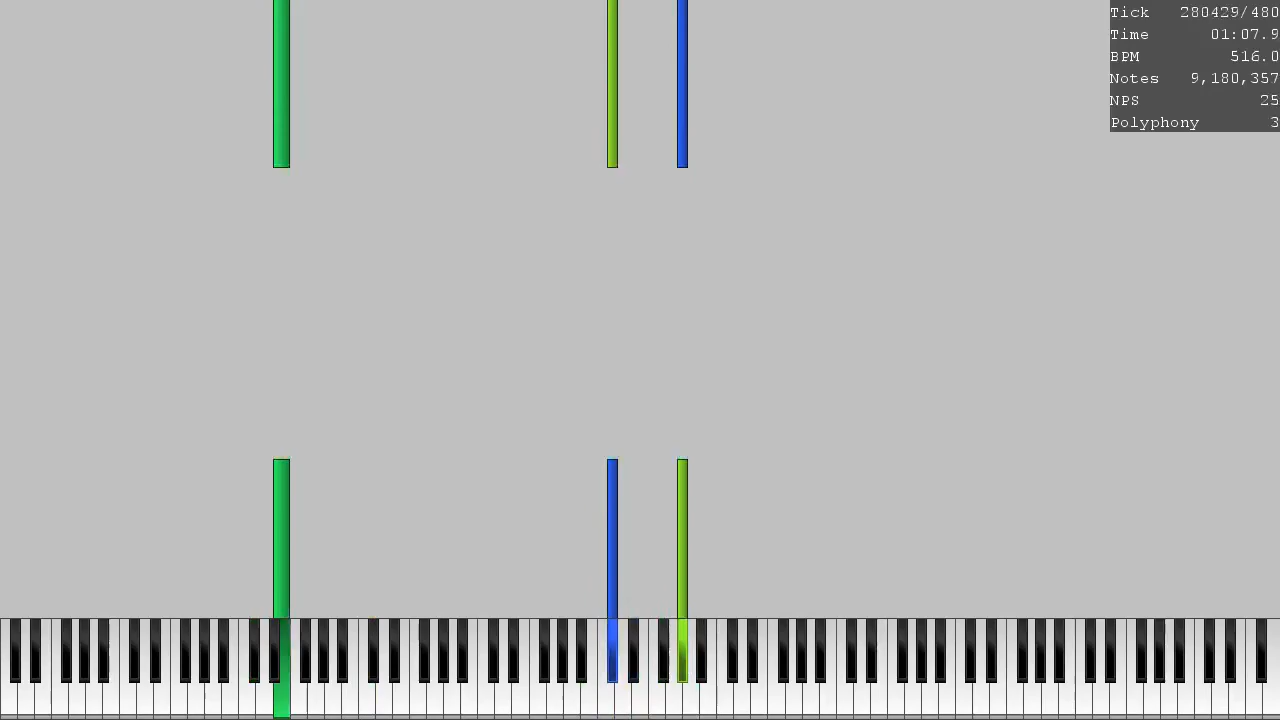 Tick 280429/480
Time 01:07.9
BPM 516.0
Notes 9,180,357
NPS 25
Polyphony 3